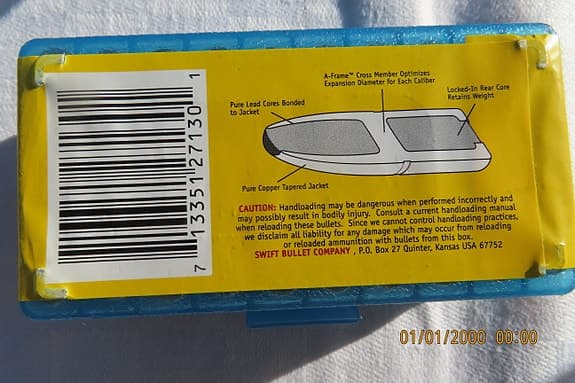 A-Frame™ Cross Member Optimizes
Expansion Diameter for Each Caliber
Locked-In Rear Core
Retains Weight
Pure Lead Cores Bonded
to Jacket
Pure Copper Tapered Jacket
CAUTION: Handloading may be dangerous when performed incorrectly and
may possibly result in bodily injury. Consult a current handloading manual
when reloading these bullets. Since we cannot control handloading practices,
we disclaim all liability for any damage which may occur from reloading
or reloaded ammunition with bullets from this box.
SWIFT BULLET COMPANY , P.O. Box 27 Quinter, Kansas USA 67752
7 13351 27130 1
01/01/2000 00:00